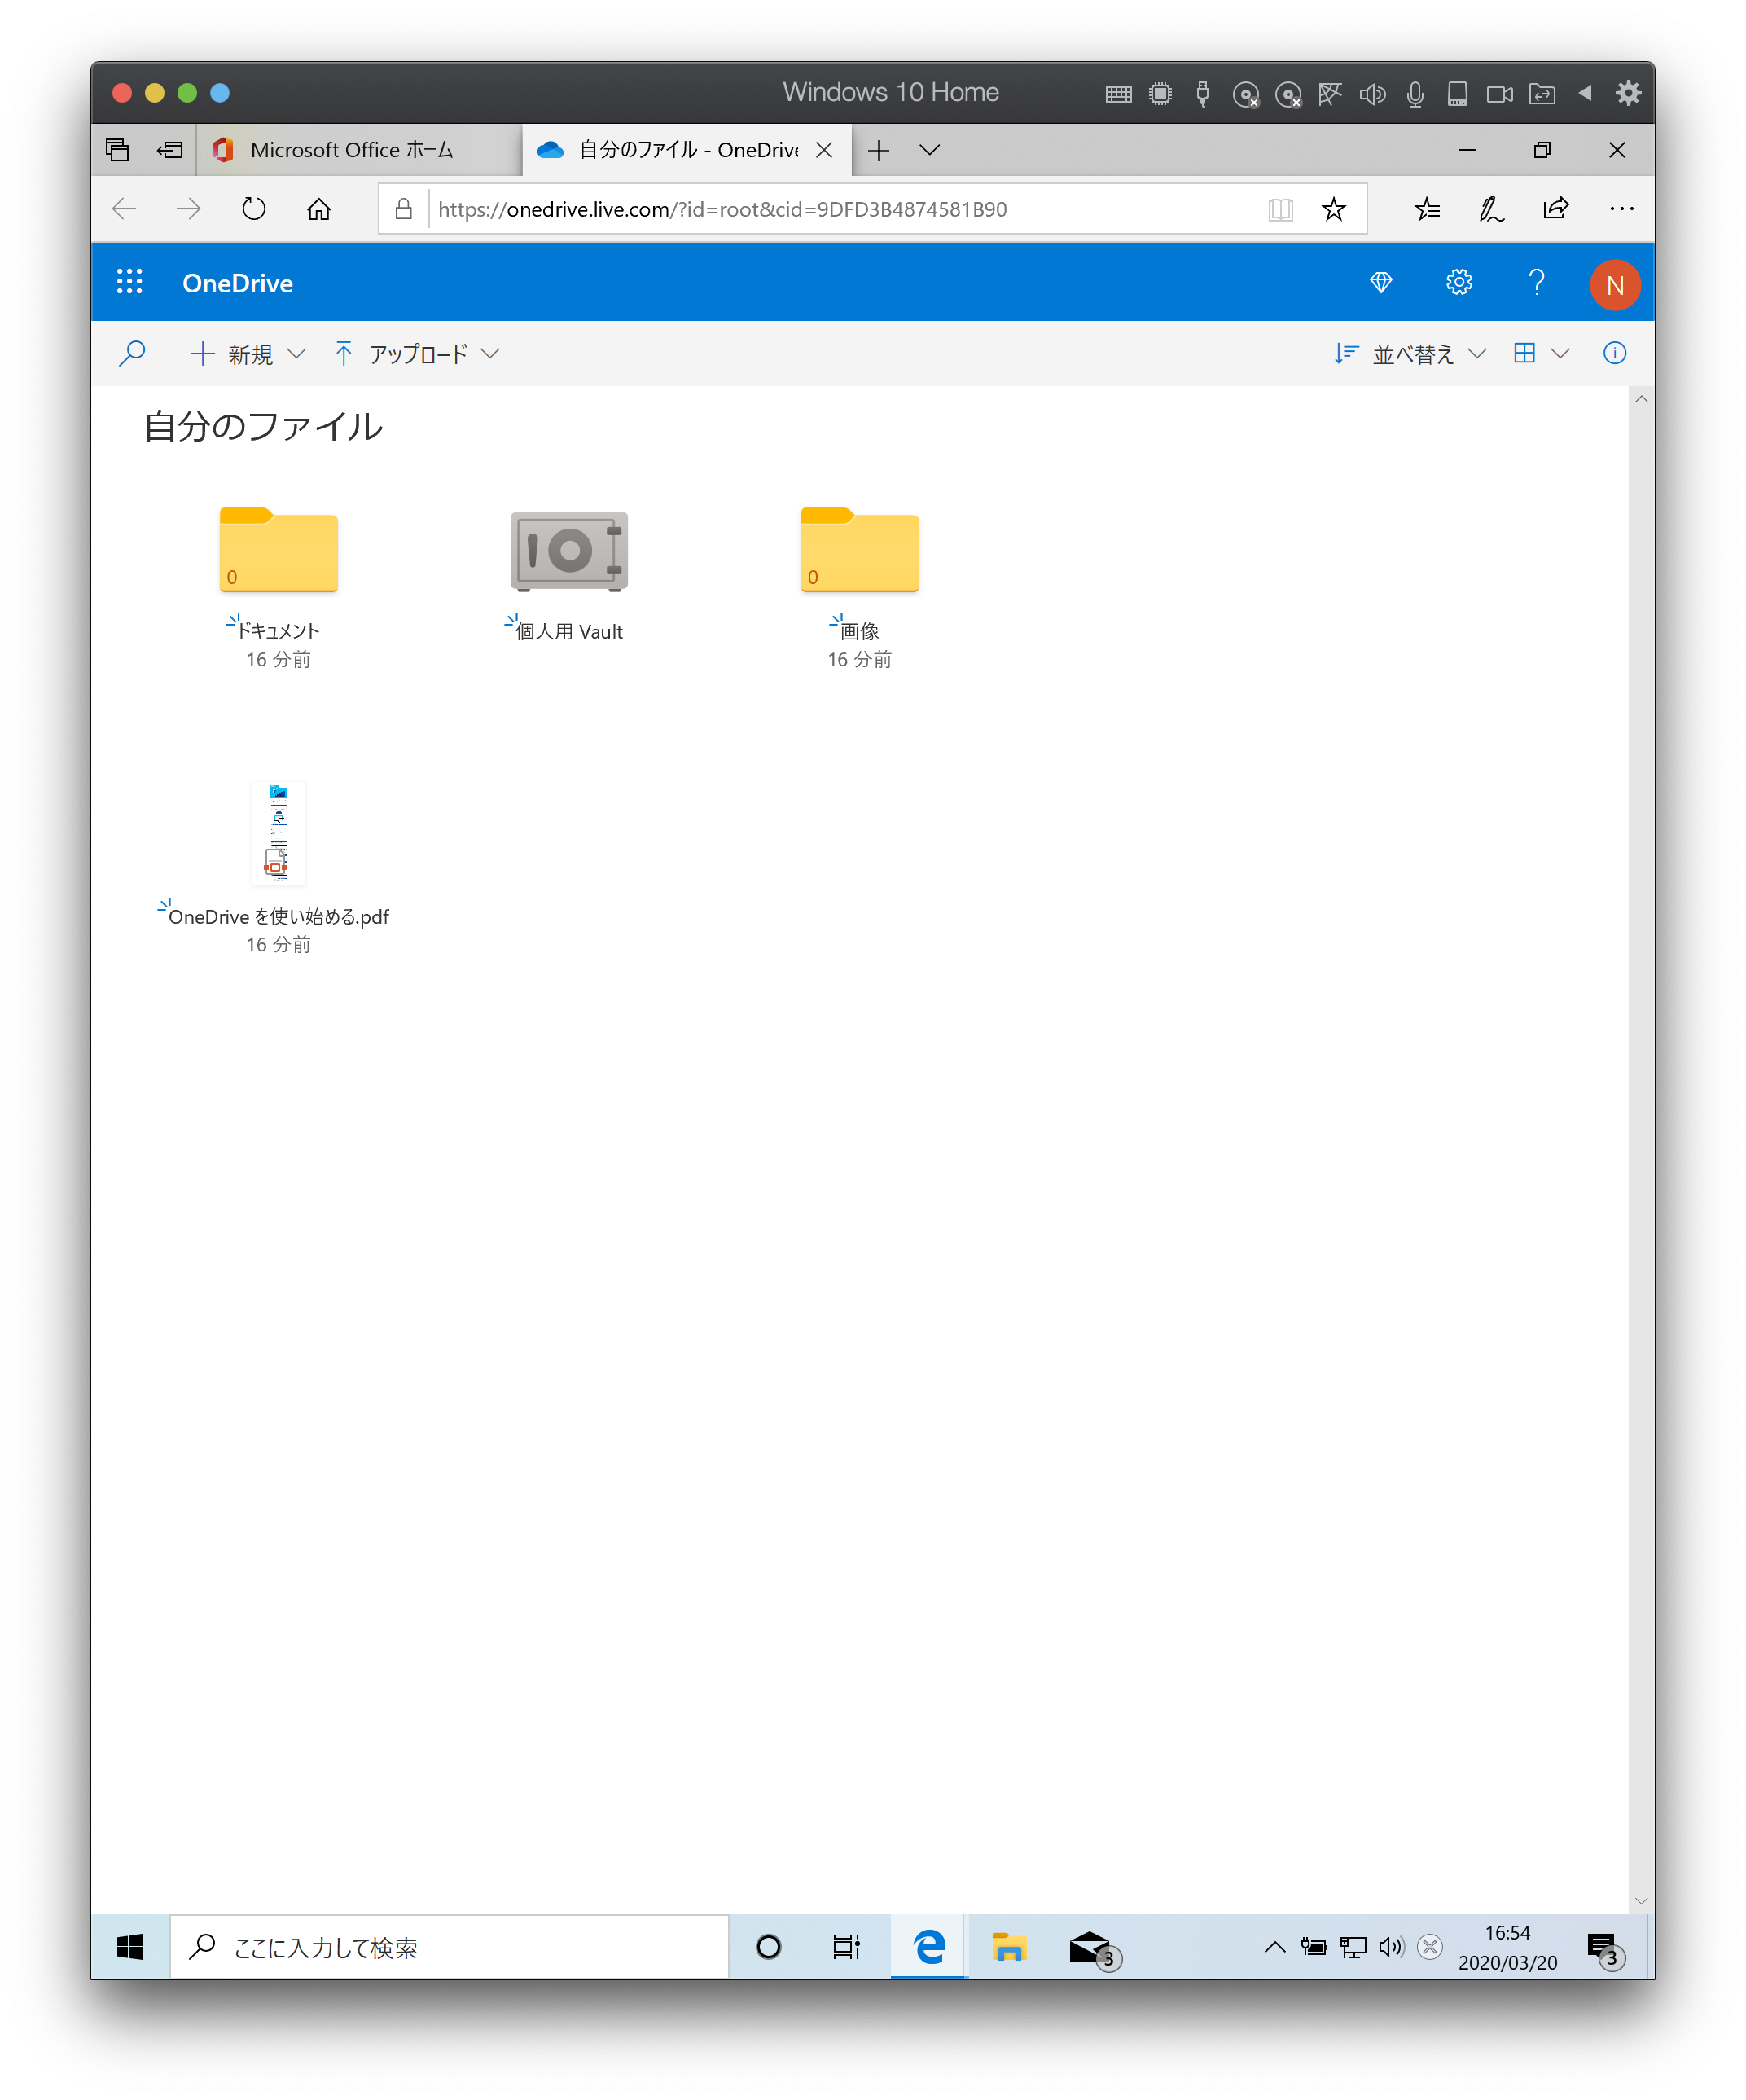 Windows 10 Home
Microsoft Office ホーム
自分のファイル - OneDrive
https://onedrive.live.com/?id=root&cid=9DFD3B4874581B90
OneDrive
N
新規
アップロード
並べ替え
自分のファイル
0
0
ドキュメント
個人用 Vault
画像
16 分前
16 分前
OneDrive を使い始める.pdf
16 分前
ここに入力して検索
3
16:54
2020/03/20
3